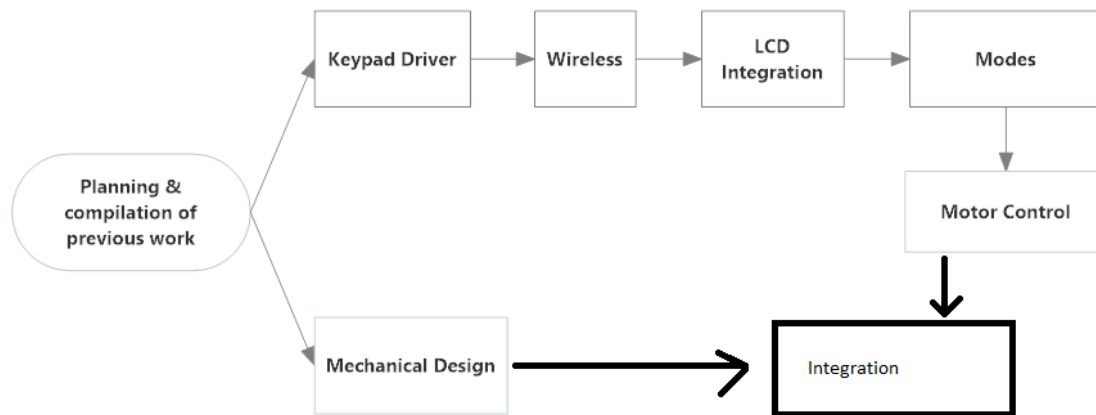 Keypad Driver
Wireless
LCD
Integration
Modes
Planning &
compilation of
previous work
Motor Control
Mechanical Design
Integration